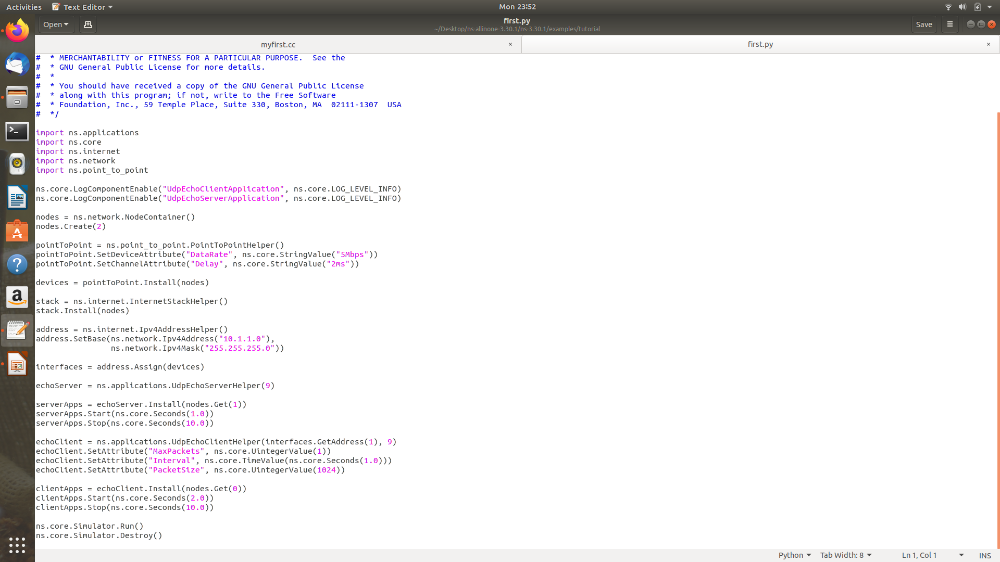 Activities
Text Editor
Mon 23:52
Open
first.py
~/Desktop/ns-allinone-3.30.1/ns-3.30.1/examples/tutorial
Save
myfirst.cc
first.py
#  * MERCHANTABILITY or FITNESS FOR A PARTICULAR PURPOSE.  See the
#  * GNU General Public License for more details.
#  *
#  * You should have received a copy of the GNU General Public License
#  * along with this program; if not, write to the Free Software
#  * Foundation, Inc., 59 Temple Place, Suite 330, Boston, MA  02111-1307  USA
#  */
import ns.applications
import ns.core
import ns.internet
import ns.network
import ns.point_to_point
ns.core.LogComponentEnable("UdpEchoClientApplication", ns.core.LOG_LEVEL_INFO)
ns.core.LogComponentEnable("UdpEchoServerApplication", ns.core.LOG_LEVEL_INFO)
nodes = ns.network.NodeContainer()
nodes.Create(2)
pointToPoint = ns.point_to_point.PointToPointHelper()
pointToPoint.SetDeviceAttribute("DataRate", ns.core.StringValue("5Mbps"))
pointToPoint.SetChannelAttribute("Delay", ns.core.StringValue("2ms"))
devices = pointToPoint.Install(nodes)
stack = ns.internet.InternetStackHelper()
stack.Install(nodes)
address = ns.internet.Ipv4AddressHelper()
address.SetBase(ns.network.Ipv4Address("10.1.1.0"),
                ns.network.Ipv4Mask("255.255.255.0"))
interfaces = address.Assign(devices)
echoServer = ns.applications.UdpEchoServerHelper(9)
serverApps = echoServer.Install(nodes.Get(1))
serverApps.Start(ns.core.Seconds(1.0))
serverApps.Stop(ns.core.Seconds(10.0))
echoClient = ns.applications.UdpEchoClientHelper(interfaces.GetAddress(1), 9)
echoClient.SetAttribute("MaxPackets", ns.core.UintegerValue(1))
echoClient.SetAttribute("Interval", ns.core.TimeValue(ns.core.Seconds(1.0)))
echoClient.SetAttribute("PacketSize", ns.core.UintegerValue(1024))
clientApps = echoClient.Install(nodes.Get(0))
clientApps.Start(ns.core.Seconds(2.0))
clientApps.Stop(ns.core.Seconds(10.0))
ns.core.Simulator.Run()
ns.core.Simulator.Destroy()
Python
Tab Width: 8
Ln 1, Col 1
INS